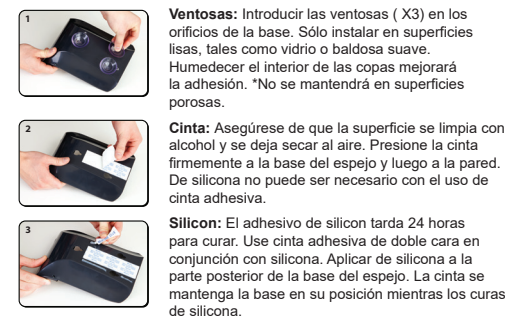 1
Ventosas: Introducir las ventosas ( X3) en los
orificios de la base. Sólo instalar en superficies
lisas, tales como vidrio o baldosa suave.
Humedecer el interior de las copas mejorará
la adhesión. *No se mantendrá en superficies
porosas.
2
Cinta: Asegúrese de que la superficie se limpia con
alcohol y se deja secar al aire. Presione la cinta
firmemente a la base del espejo y luego a la pared.
De silicona no puede ser necesario con el uso de
cinta adhesiva.
3
Silicon: El adhesivo de silicon tarda 24 horas
para curar. Use cinta adhesiva de doble cara en
conjunción con silicona. Aplicar de silicona a la
parte posterior de la base del espejo. La cinta se
mantenga la base en su posición mientras los curas
de silicona.